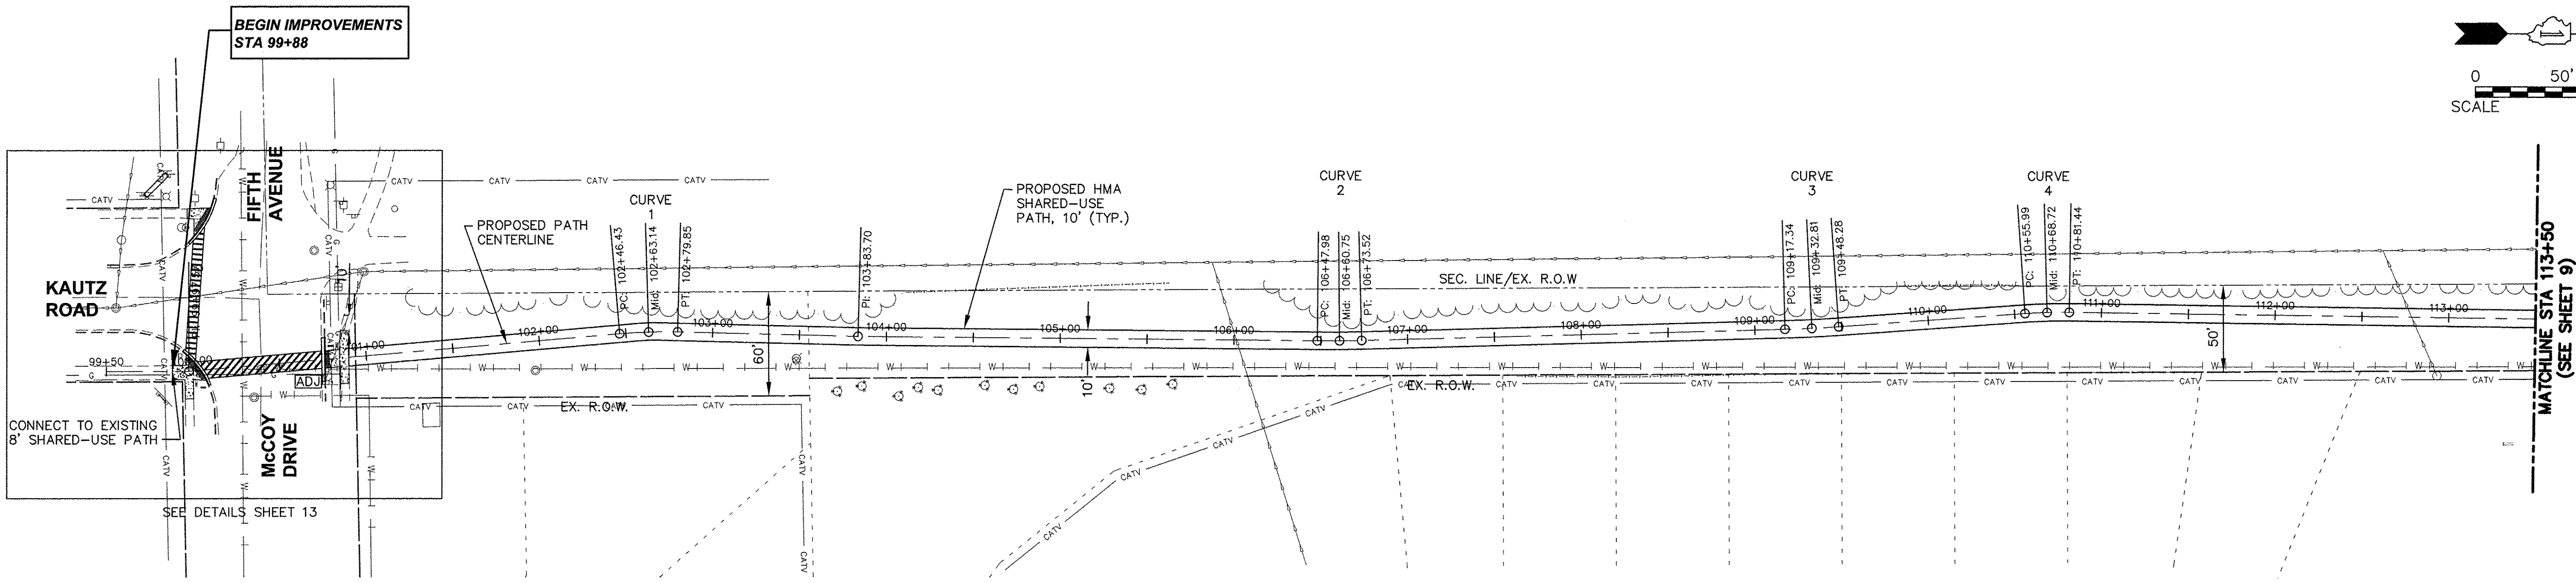 BEGIN IMPROVEMENTS
STA 99+88
0 50'
SCALE
FIFTH
AVENUE
KAUTZ
ROAD
McCOY
DRIVE
CONNECT TO EXISTING
8' SHARED-USE PATH
SEE DETAILS SHEET 13
ADJ
99+50
PROPOSED PATH
CENTERLINE
CURVE
1
PC: 102+46.43
Mid: 102+63.14
PT: 102+79.85
PI: 103+83.70
PROPOSED HMA
SHARED-USE
PATH, 10' (TYP.)
CURVE
2
PC: 106+47.98
Mid: 106+60.75
PT: 106+73.52
SEC. LINE/EX. R.O.W
CURVE
3
PC: 109+17.34
Mid: 109+32.81
PT: 109+48.28
CURVE
4
PC: 110+55.99
Mid: 110+68.72
PT: 110+81.44
101+00
102+00
103+00
104+00
105+00
106+00
107+00
108+00
109+00
110+00
111+00
112+00
113+00
60'
10'
50'
EX. R.O.W.
EX. R.O.W.
CATV CATV CATV CATV
CATV CATV CATV CATV
W W W W
G
MATCHLINE STA 113+50
(SEE SHEET 9)